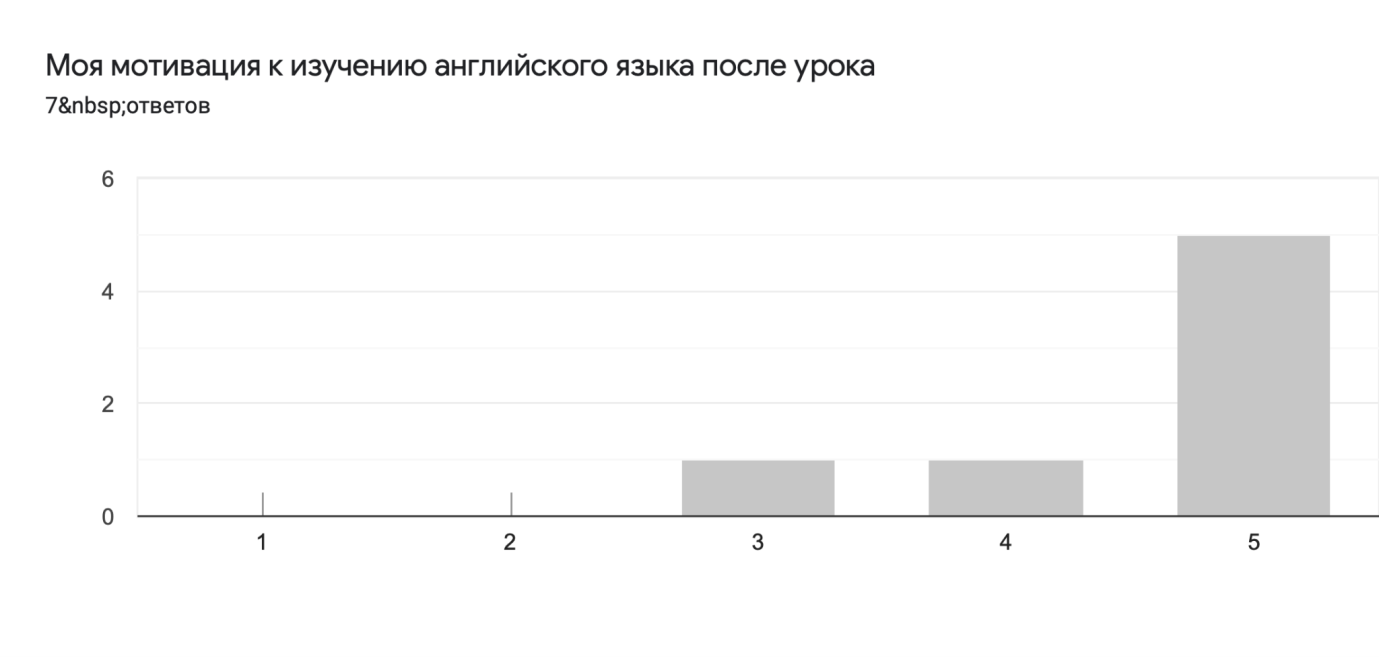 Моя мотивация к изучению английского языка после урока
7&nbsp;ответов
6
4
2
0
1 2 3 4 5